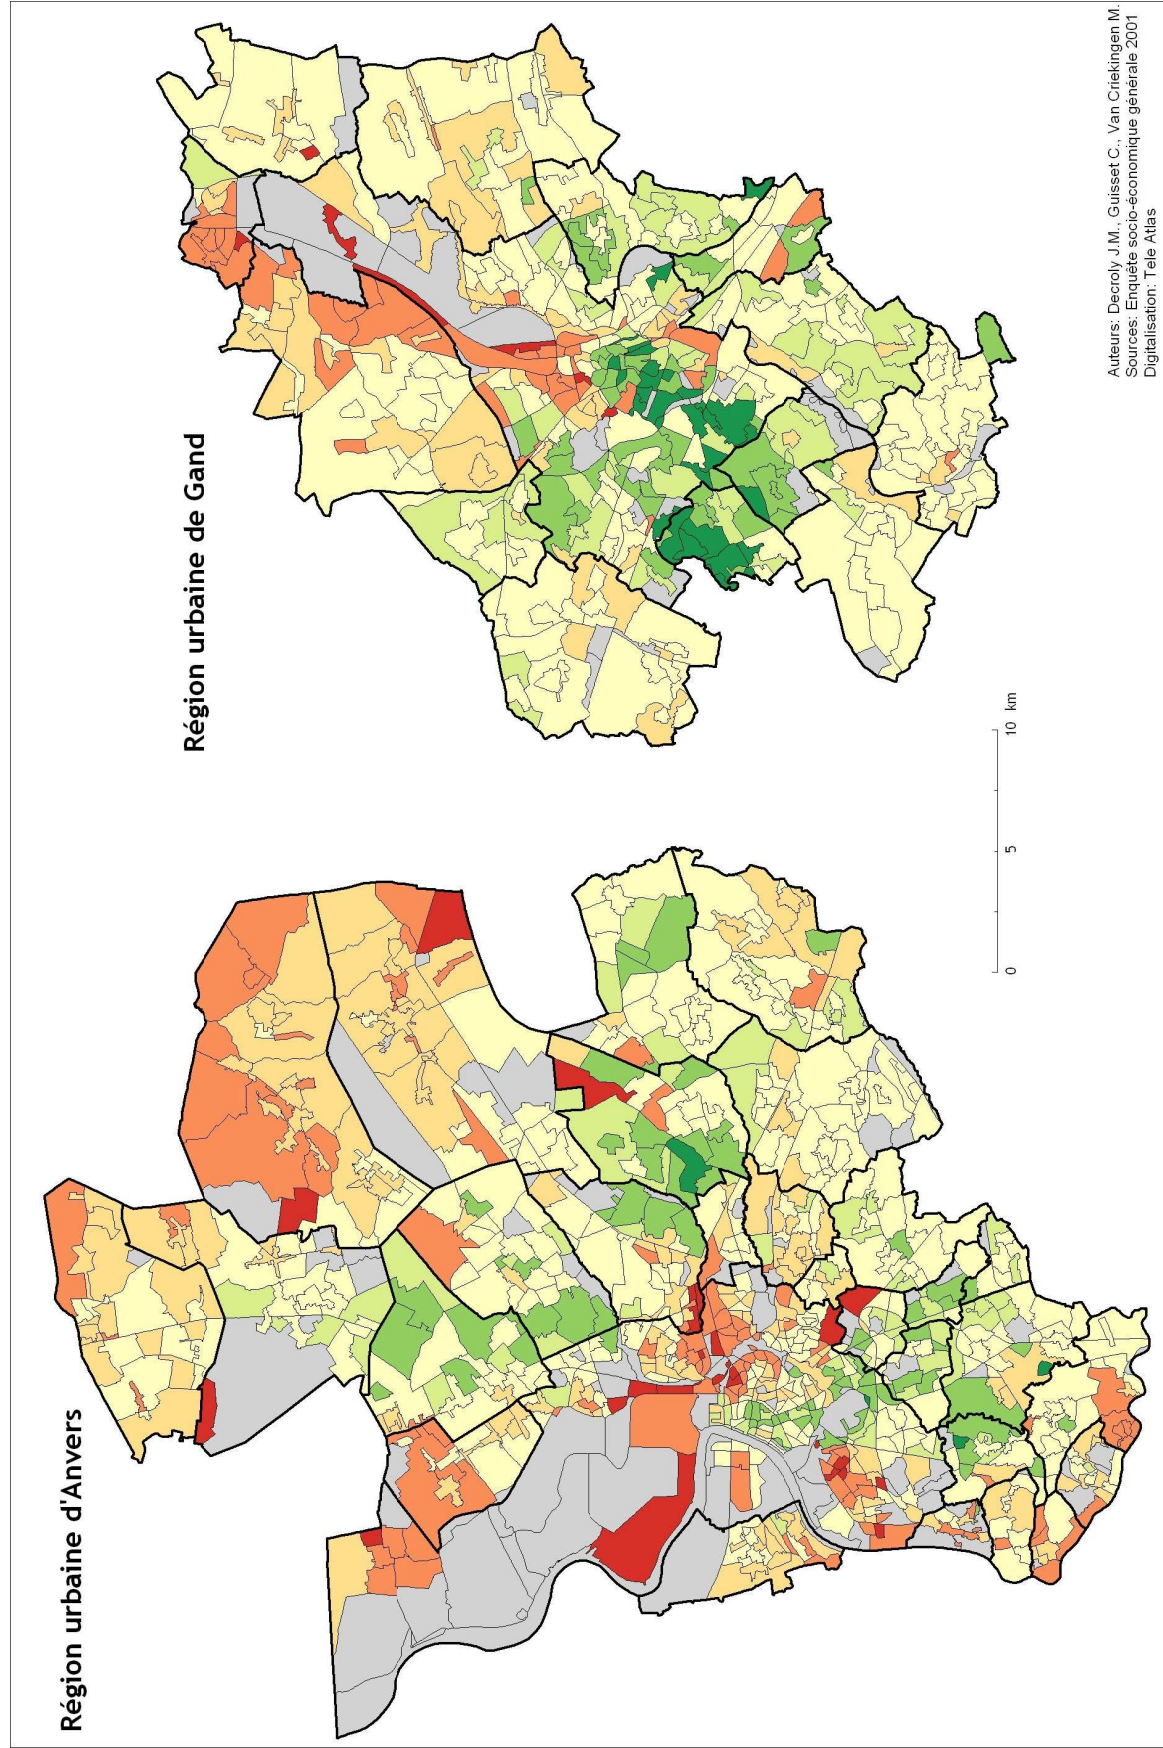 Région urbaine d'Anvers
Région urbaine de Gand
0 5 10 km
Auteurs: Decroly J.M., Guisset C., Van Criekingen M.
Sources: Enquête socio-économique générale 2001
Digitalisation: Tele Atlas